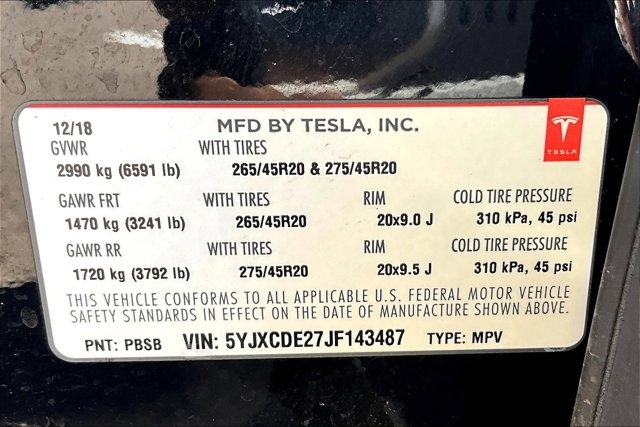 12/18 MFD BY TESLA, INC.
TESLA
GVWR WITH TIRES
2990 kg (6591 lb) 265/45R20 & 275/45R20
GAWR FRT WITH TIRES RIM COLD TIRE PRESSURE
1470 kg (3241 lb) 265/45R20 20x9.0 J 310 kPa, 45 psi
GAWR RR WITH TIRES RIM COLD TIRE PRESSURE
1720 kg (3792 lb) 275/45R20 20x9.5 J 310 kPa, 45 psi
THIS VEHICLE CONFORMS TO ALL APPLICABLE U.S. FEDERAL MOTOR VEHICLE
SAFETY STANDARDS IN EFFECT ON THE DATE OF MANUFACTURE SHOWN ABOVE.
PNT: PBSB VIN: 5YJXCDE27JF143487 TYPE: MPV